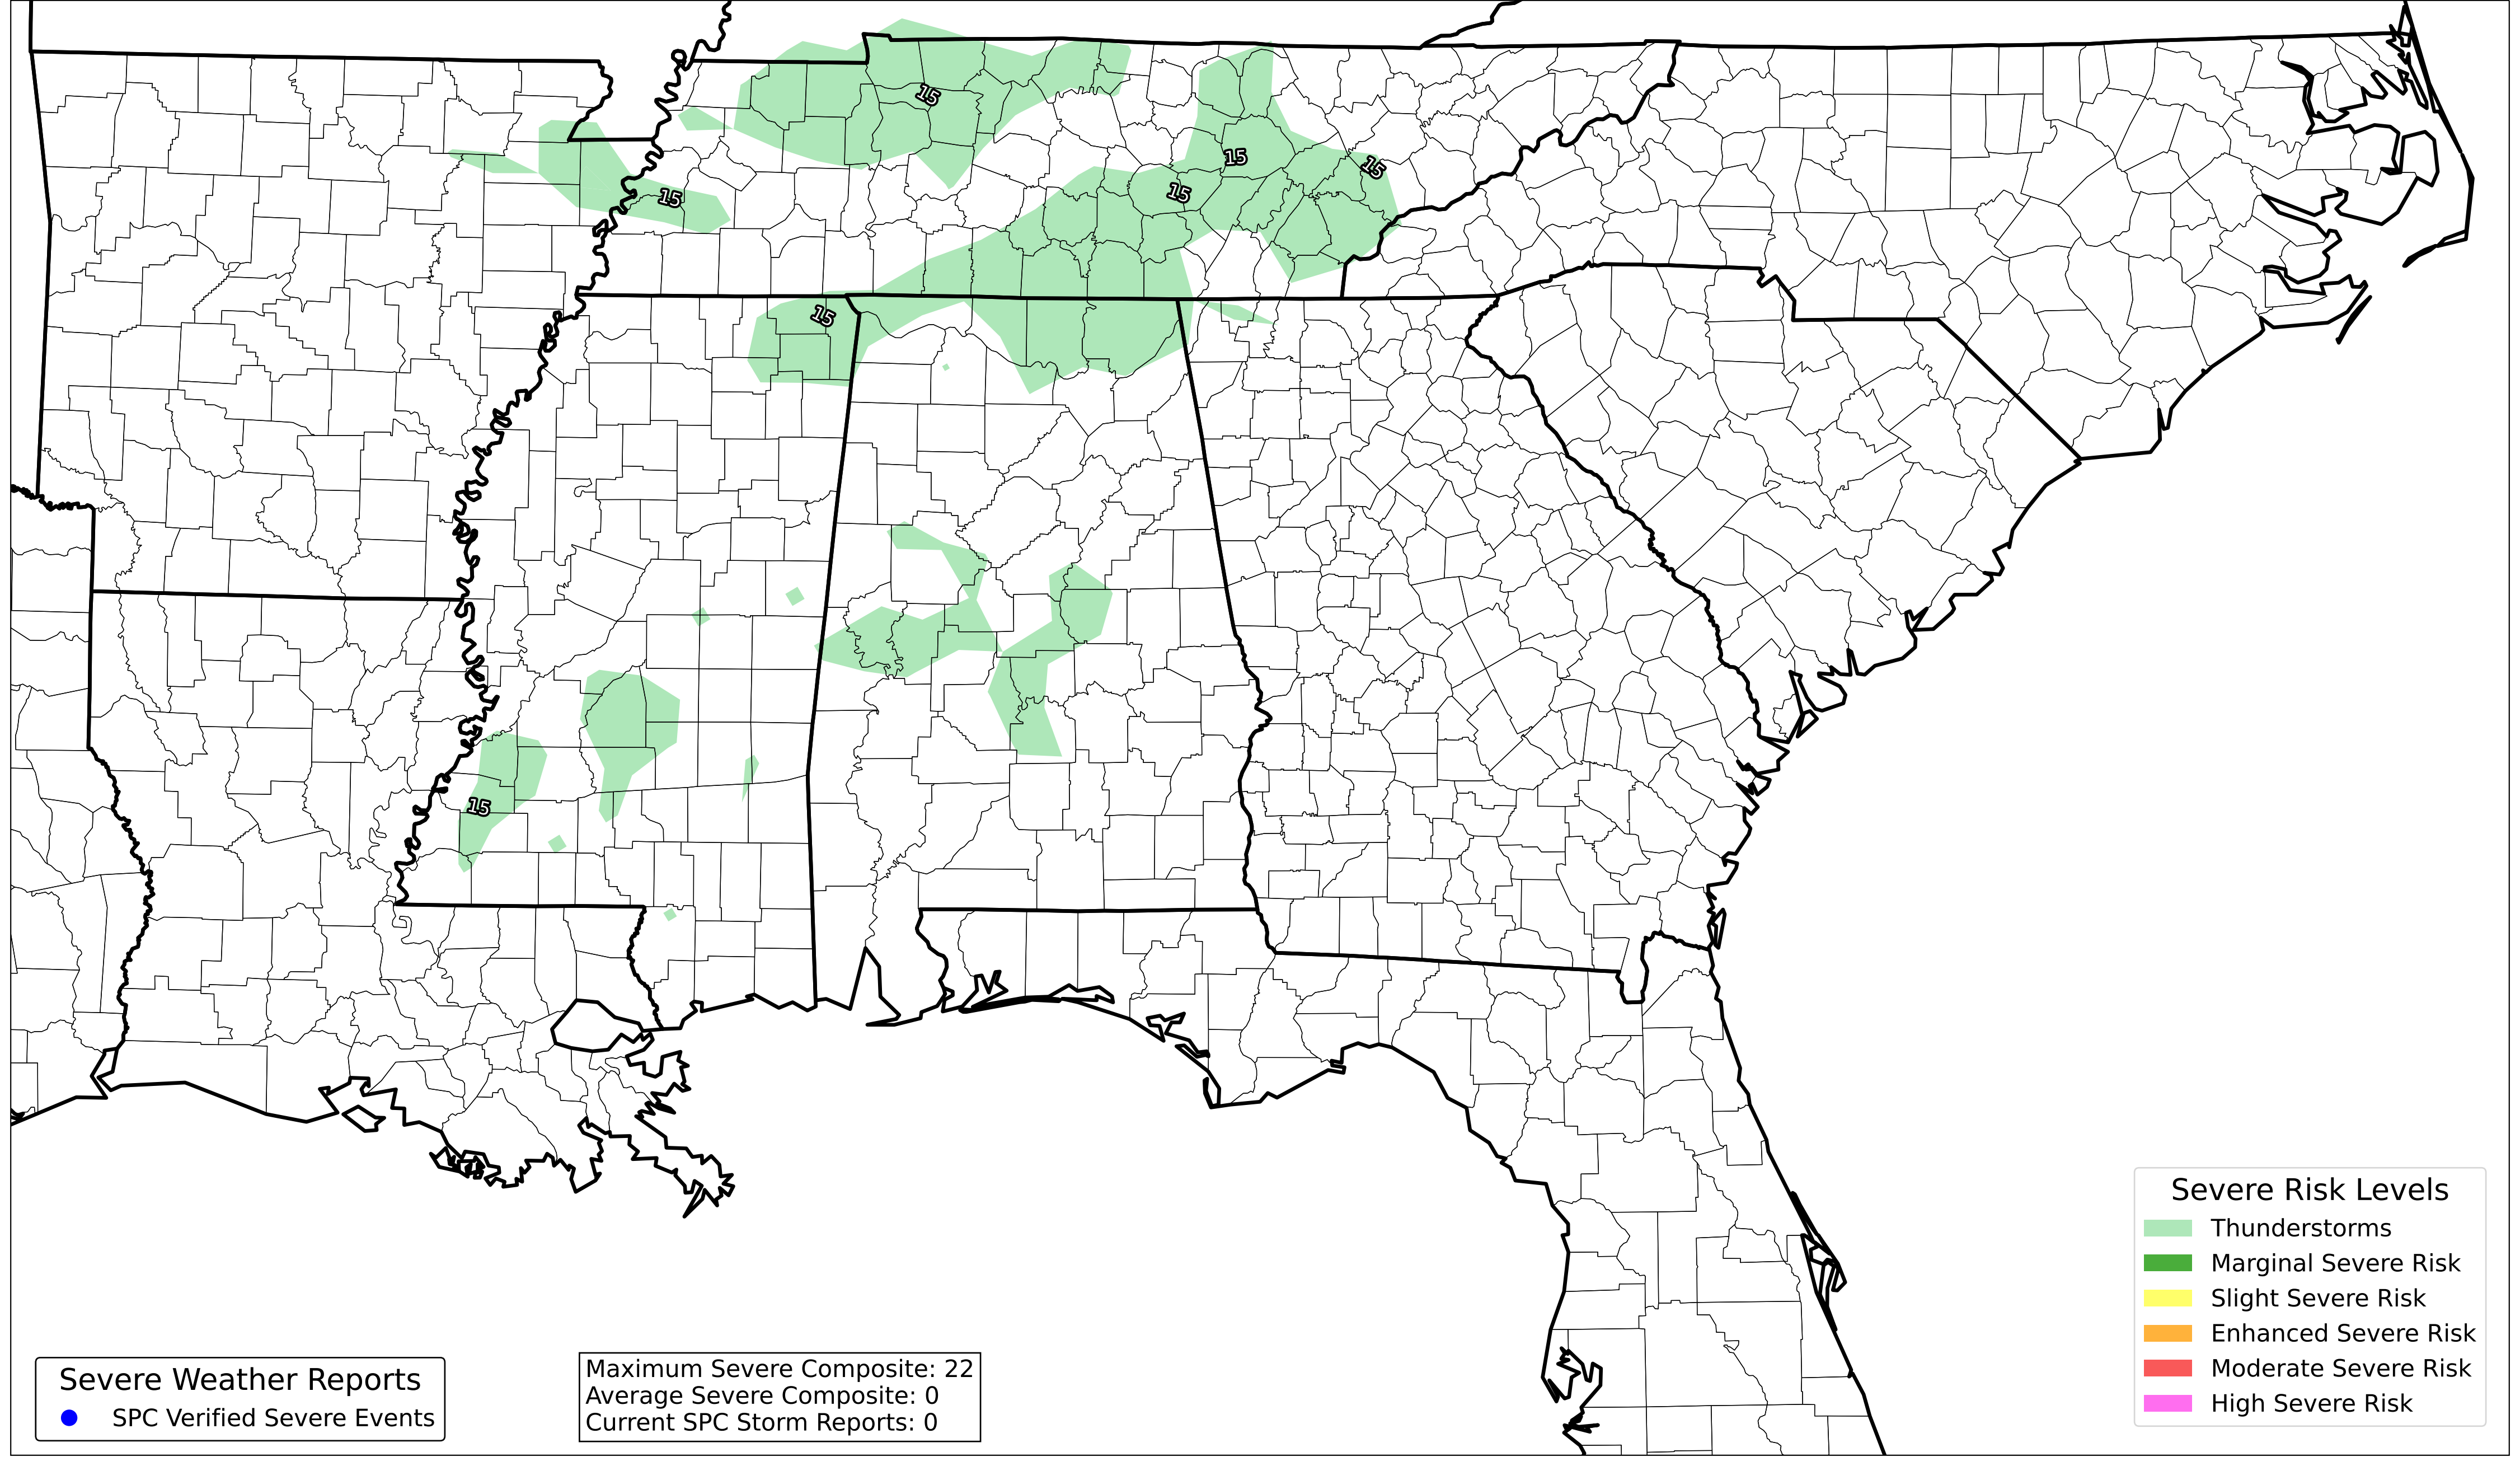 15
15
15
15
15
15
15
Severe Risk Levels
Thunderstorms
Marginal Severe Risk
Slight Severe Risk
Enhanced Severe Risk
Moderate Severe Risk
High Severe Risk
Severe Weather Reports
SPC Verified Severe Events
Maximum Severe Composite: 22
Average Severe Composite: 0
Current SPC Storm Reports: 0